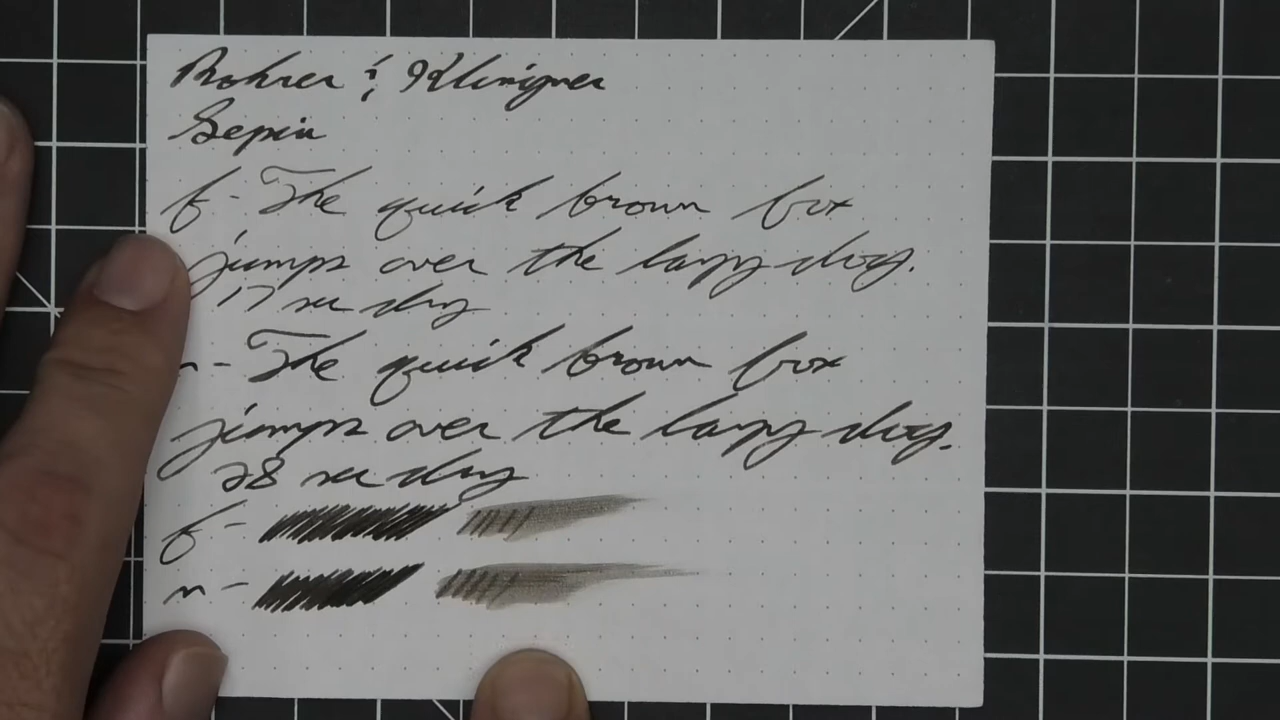 Rohrer & Klingner
Sepia
f - The quick brown fox
jumps over the lazy dog.
17 sec dry
m - The quick brown fox
jumps over the lazy dog.
28 sec dry
f -
m -